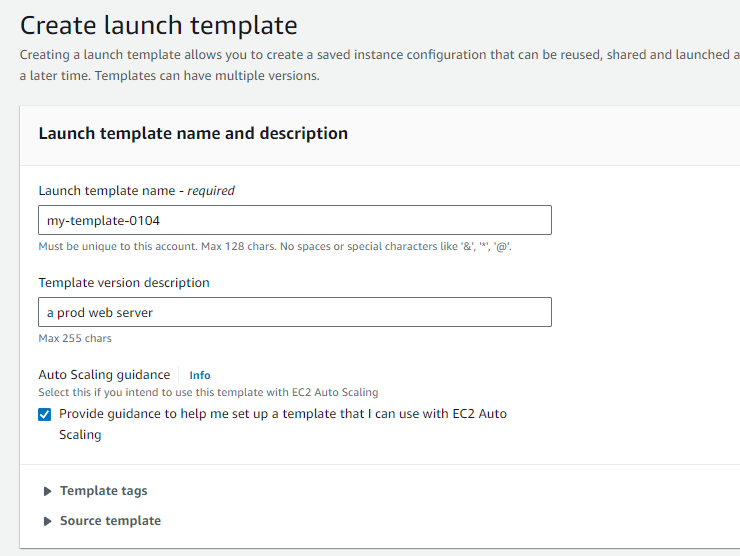 Create launch template
Creating a launch template allows you to create a saved instance configuration that can be reused, shared and launched a
a later time. Templates can have multiple versions.
Launch template name and description
Launch template name - required
my-template-0104
Must be unique to this account. Max 128 chars. No spaces or special characters like '&', '*', '@'.
Template version description
a prod web server
Max 255 chars
Auto Scaling guidance Info
Select this if you intend to use this template with EC2 Auto Scaling
Provide guidance to help me set up a template that I can use with EC2 Auto
Scaling
Template tags
Source template